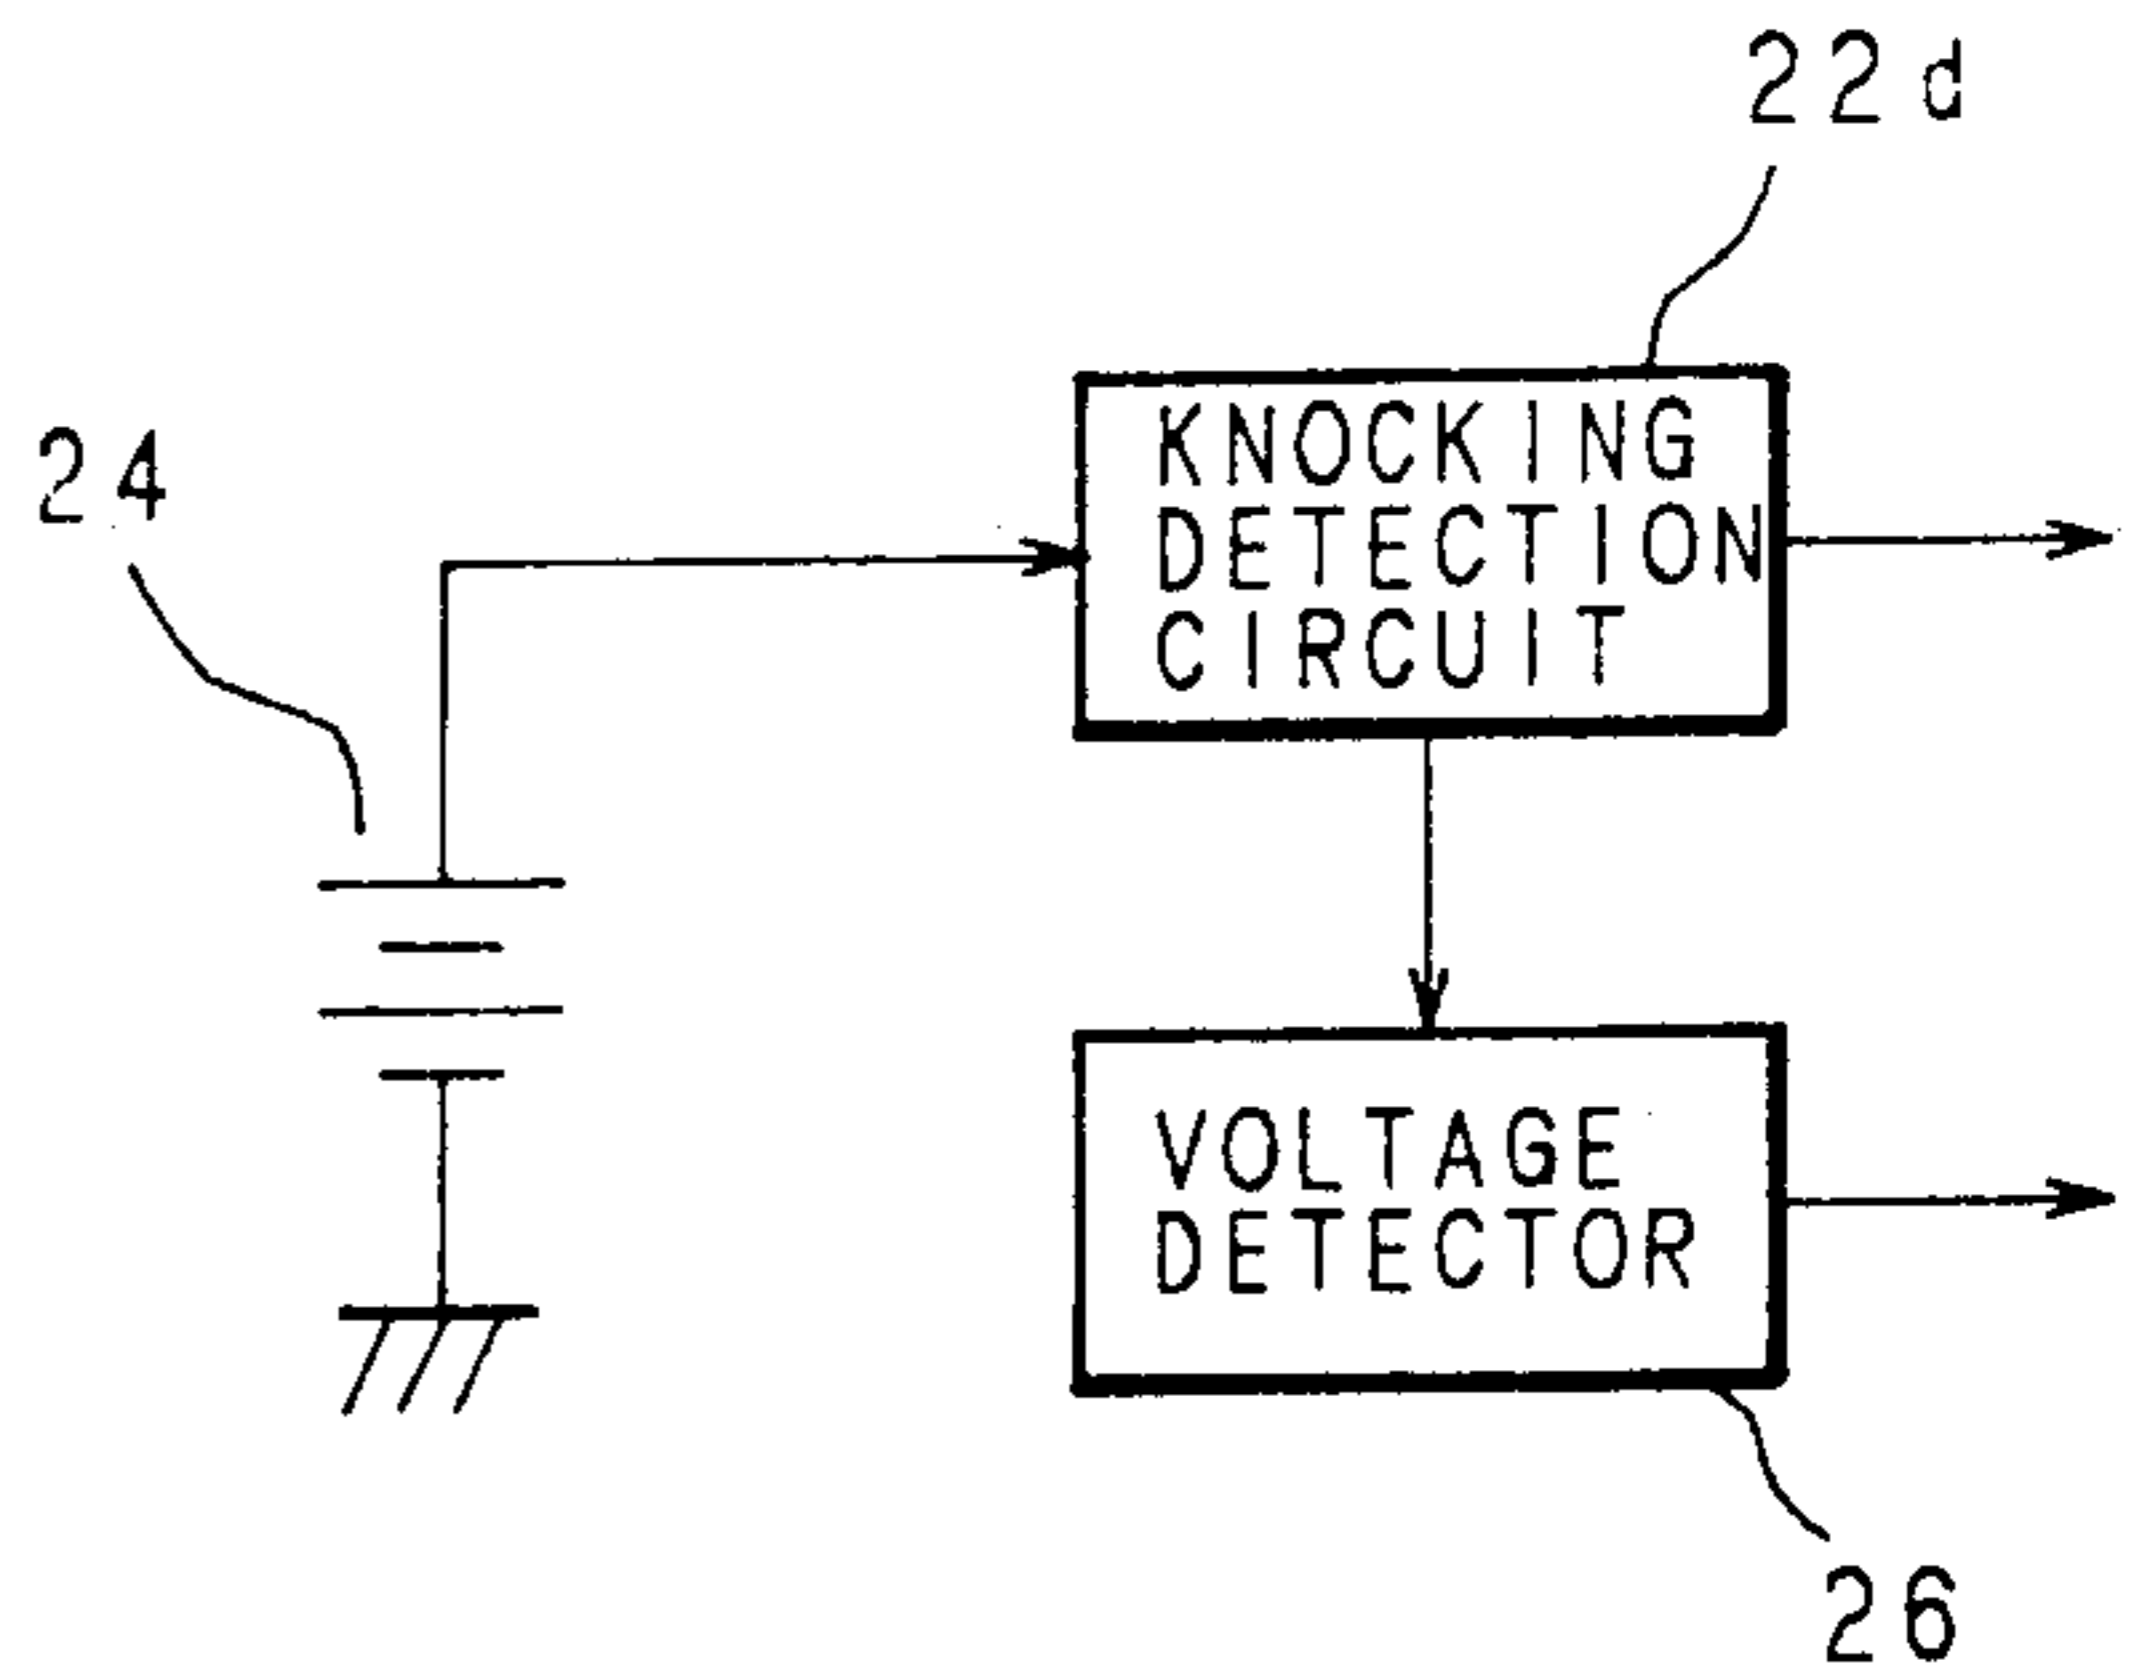 22d
24
KNOCKING
DETECTION
CIRCUIT
VOLTAGE
DETECTOR
26